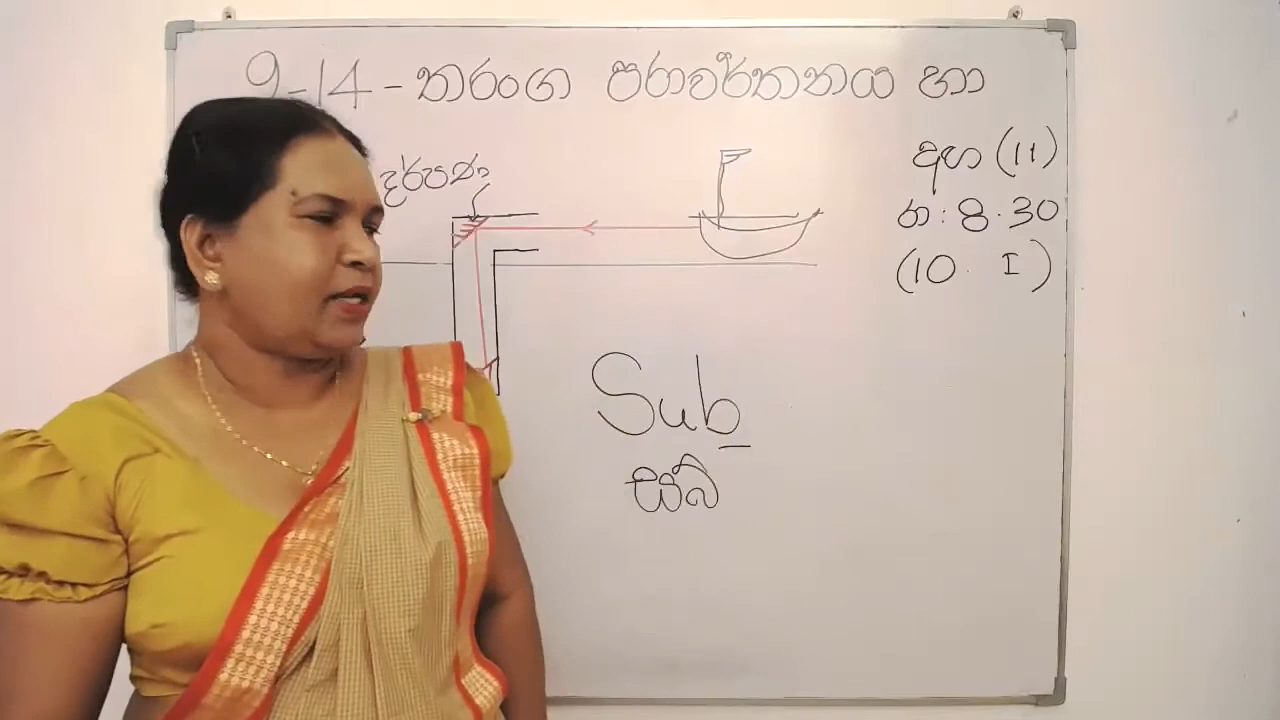 9-14 - තරංග පරාවර්තනය හා
දර්පණ
අඟ (11)
රා: 8.30
(10. I)
Sub
සබ්